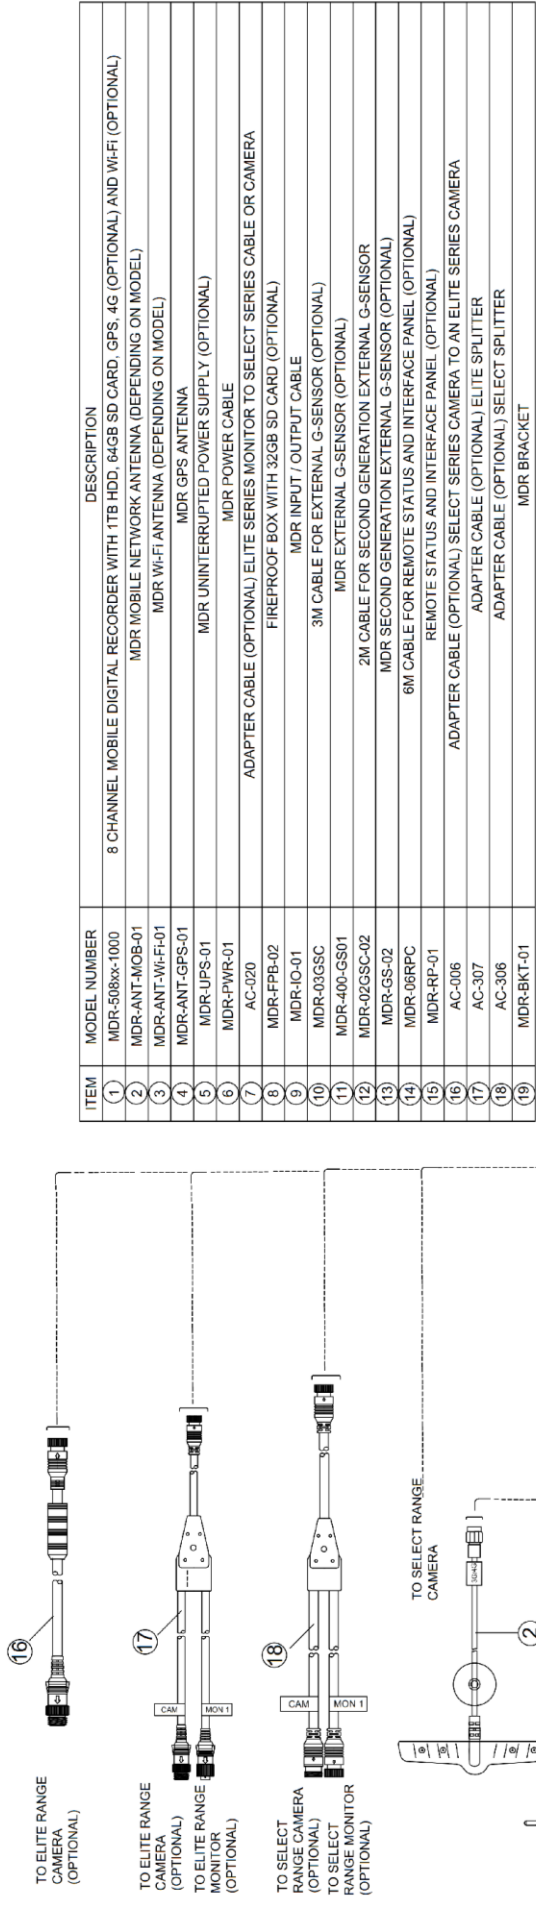 ITEM MODEL NUMBER DESCRIPTION
1 MDR-508xx-1000 8 CHANNEL MOBILE DIGITAL RECORDER WITH 1TB HDD, 64GB SD CARD, GPS, 4G (OPTIONAL) AND Wi-Fi (OPTIONAL)
2 MDR-ANT-MOB-01 MDR MOBILE NETWORK ANTENNA (DEPENDING ON MODEL)
3 MDR-ANT-Wi-Fi-01 MDR Wi-Fi ANTENNA (DEPENDING ON MODEL)
4 MDR-ANT-GPS-01 MDR GPS ANTENNA
5 MDR-UPS-01 MDR UNINTERRUPTED POWER SUPPLY (OPTIONAL)
6 MDR-PWR-01 MDR POWER CABLE
7 AC-020 ADAPTER CABLE (OPTIONAL) ELITE SERIES MONITOR TO SELECT SERIES CABLE OR CAMERA
8 MDR-FPB-02 FIREPROOF BOX WITH 32GB SD CARD (OPTIONAL)
9 MDR-IO-01 MDR INPUT / OUTPUT CABLE
10 MDR-03GSC 3M CABLE FOR EXTERNAL G-SENSOR (OPTIONAL)
11 MDR-400-GS01 MDR EXTERNAL G-SENSOR (OPTIONAL)
12 MDR-02GSC-02 2M CABLE FOR SECOND GENERATION EXTERNAL G-SENSOR
13 MDR-GS-02 MDR SECOND GENERATION EXTERNAL G-SENSOR (OPTIONAL)
14 MDR-06RPC 6M CABLE FOR REMOTE STATUS AND INTERFACE PANEL (OPTIONAL)
15 MDR-RP-01 REMOTE STATUS AND INTERFACE PANEL (OPTIONAL)
16 AC-006 ADAPTER CABLE (OPTIONAL) SELECT SERIES CAMERA TO AN ELITE SERIES CAMERA
17 AC-307 ADAPTER CABLE (OPTIONAL) ELITE SPLITTER
18 AC-306 ADAPTER CABLE (OPTIONAL) SELECT SPLITTER
19 MDR-BKT-01 MDR BRACKET
16
TO ELITE RANGE
CAMERA
(OPTIONAL)
17
CAM
MON 1
TO ELITE RANGE
CAMERA
(OPTIONAL)
TO ELITE RANGE
MONITOR
(OPTIONAL)
18
CAM
MON 1
TO SELECT
RANGE CAMERA
(OPTIONAL)
TO SELECT
RANGE MONITOR
(OPTIONAL)
TO SELECT RANGE
CAMERA
2